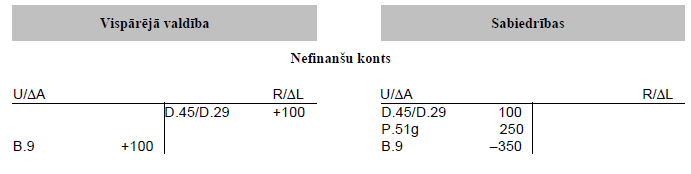 Vispārējā valdība Sabiedrības
Nefinanšu konts
U/ΔA R/ΔL U/ΔA R/ΔL
D.45/D.29 +100 D.45/D.29 100
P.51g 250
B.9 +100 B.9 –350